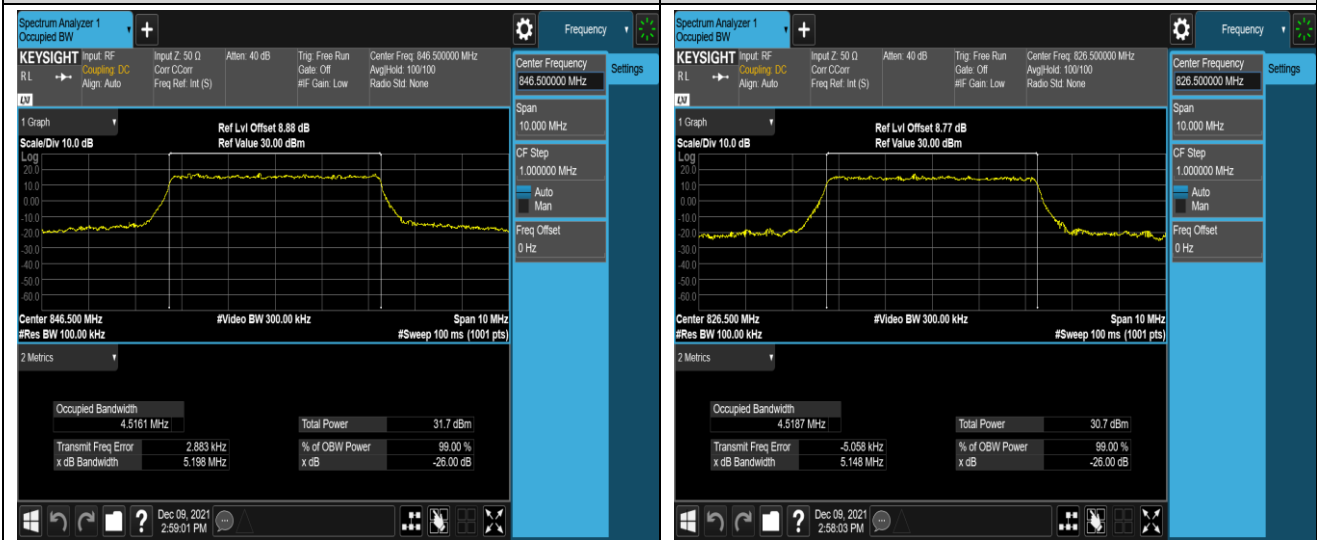 Spectrum Analyzer 1
Occupied BW
+
Frequency
KEYSIGHT
R L
LXI
Input: RF
Coupling: DC
Align: Auto
Input Z: 50 Ω
Corr CCorr
Freq Ref: Int (S)
Atten: 40 dB
Trig: Free Run
Gate: Off
#IF Gain: Low
Center Freq: 846.500000 MHz
Avg|Hold: 100/100
Radio Std: None
Center Frequency
846.500000 MHz
Settings
Span
10.000 MHz
CF Step
1.000000 MHz
Auto
Man
Freq Offset
0 Hz
1 Graph
Scale/Div 10.0 dB
Ref Lvl Offset 8.88 dB
Ref Value 30.00 dBm
Log
20.0
10.0
0.00
-10.0
-20.0
-30.0
-40.0
-50.0
-60.0
Center 846.500 MHz
#Res BW 100.00 kHz
#Video BW 300.00 kHz
Span 10 MHz
#Sweep 100 ms (1001 pts)
2 Metrics
Occupied Bandwidth
4.5161 MHz
Transmit Freq Error 2.883 kHz
x dB Bandwidth 5.198 MHz
Total Power 31.7 dBm
% of OBW Power 99.00 %
x dB -26.00 dB
?
Dec 09, 2021
2:59:01 PM
Spectrum Analyzer 1
Occupied BW
+
Frequency
KEYSIGHT
R L
LXI
Input: RF
Coupling: DC
Align: Auto
Input Z: 50 Ω
Corr CCorr
Freq Ref: Int (S)
Atten: 40 dB
Trig: Free Run
Gate: Off
#IF Gain: Low
Center Freq: 826.500000 MHz
Avg|Hold: 100/100
Radio Std: None
Center Frequency
826.500000 MHz
Settings
Span
10.000 MHz
CF Step
1.000000 MHz
Auto
Man
Freq Offset
0 Hz
1 Graph
Scale/Div 10.0 dB
Ref Lvl Offset 8.77 dB
Ref Value 30.00 dBm
Log
20.0
10.0
0.00
-10.0
-20.0
-30.0
-40.0
-50.0
-60.0
Center 826.500 MHz
#Res BW 100.00 kHz
#Video BW 300.00 kHz
Span 10 MHz
#Sweep 100 ms (1001 pts)
2 Metrics
Occupied Bandwidth
4.5187 MHz
Transmit Freq Error -5.058 kHz
x dB Bandwidth 5.148 MHz
Total Power 30.7 dBm
% of OBW Power 99.00 %
x dB -26.00 dB
?
Dec 09, 2021
2:58:03 PM